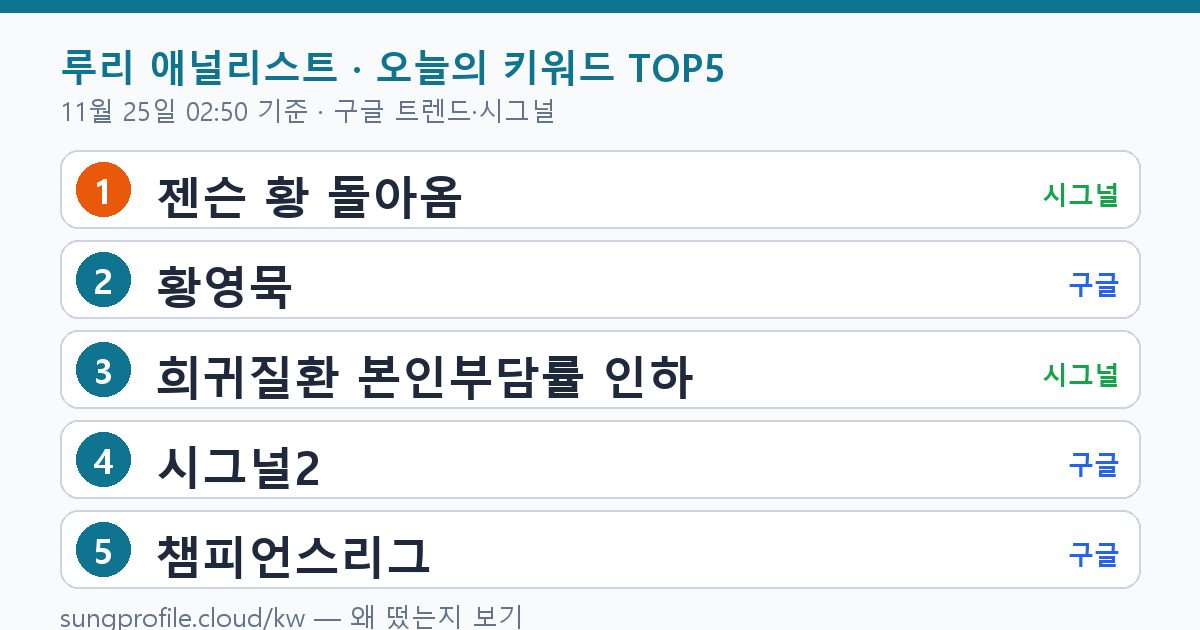 루리 애널리스트 · 오늘의 키워드 TOP5
11월 25일 02:50 기준 · 구글 트렌드·시그널
1 젠슨 황 돌아옴 시그널
2 황영묵 구글
3 희귀질환 본인부담률 인하 시그널
4 시그널2 구글
5 챔피언스리그 구글
sungprofile.cloud/kw — 왜 떴는지 보기